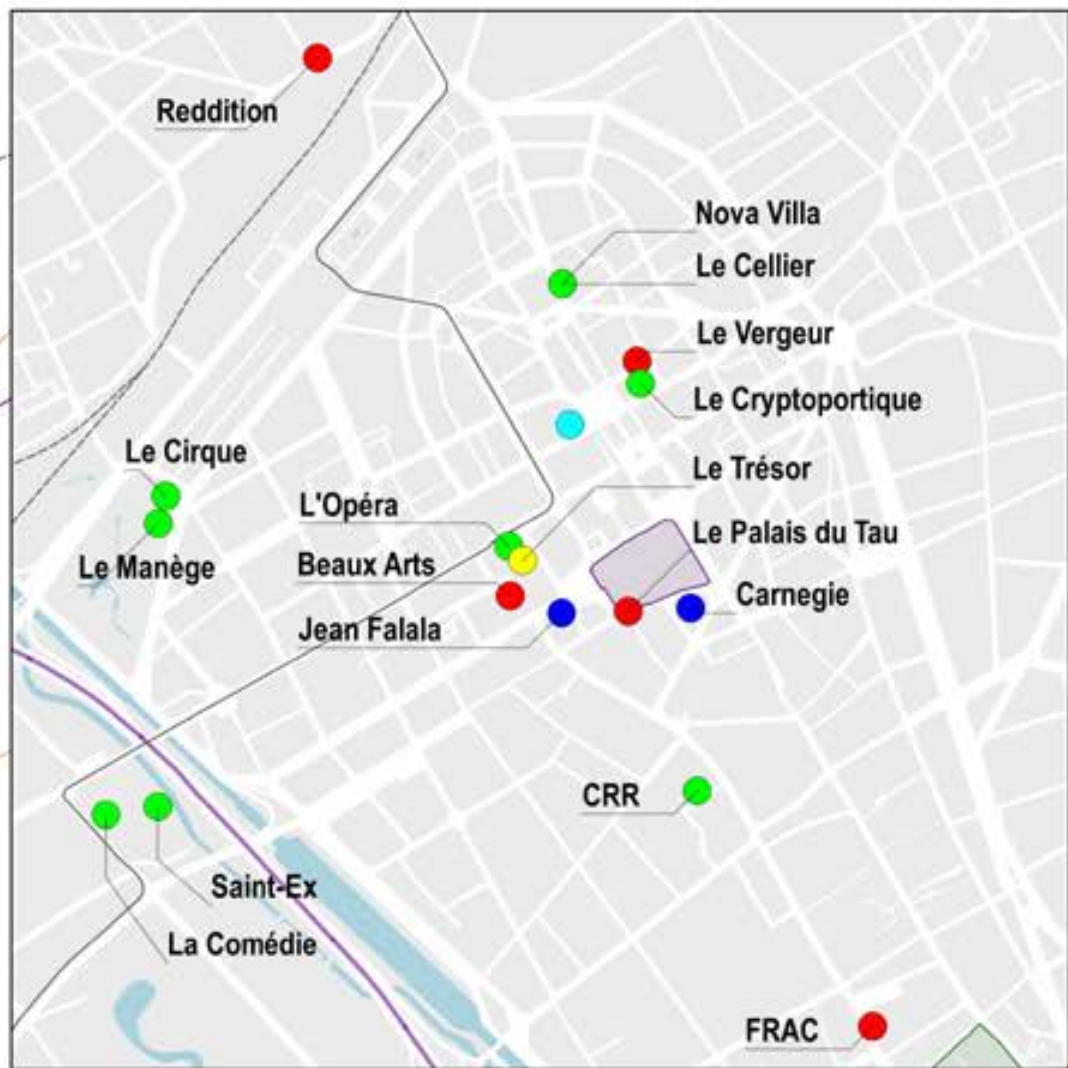 Reddition
Nova Villa
Le Cellier
Le Vergeur
Le Cryptoportique
Le Cirque
Le Trésor
L'Opéra
Le Palais du Tau
Beaux Arts
Le Manège
Carnegie
Jean Falala
CRR
Saint-Ex
La Comédie
FRAC